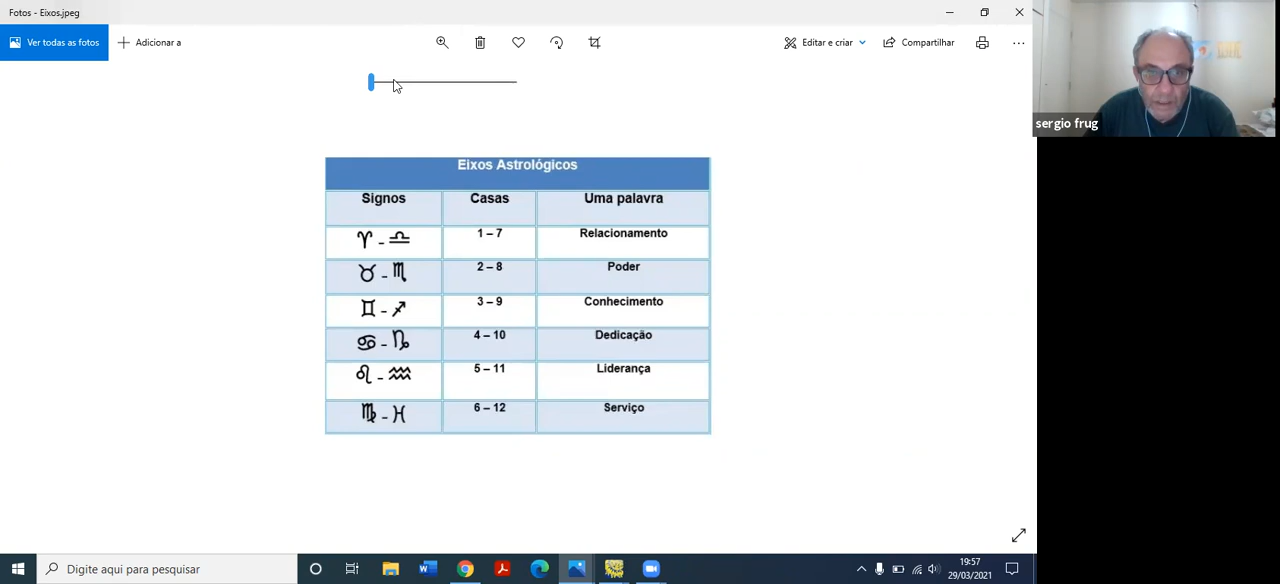 Fotos - Eixos.jpeg
Ver todas as fotos
Adicionar a
Editar e criar
Compartilhar
sergio frug
Eixos Astrológicos
Signos Casas Uma palavra
♈ - ♎ 1 – 7 Relacionamento
♉ - ♏ 2 – 8 Poder
♊ - ♐ 3 – 9 Conhecimento
♋ - ♑ 4 – 10 Dedicação
♌ - ♒ 5 – 11 Liderança
♍ - ♓ 6 – 12 Serviço
Digite aqui para pesquisar
19:57
29/03/2021